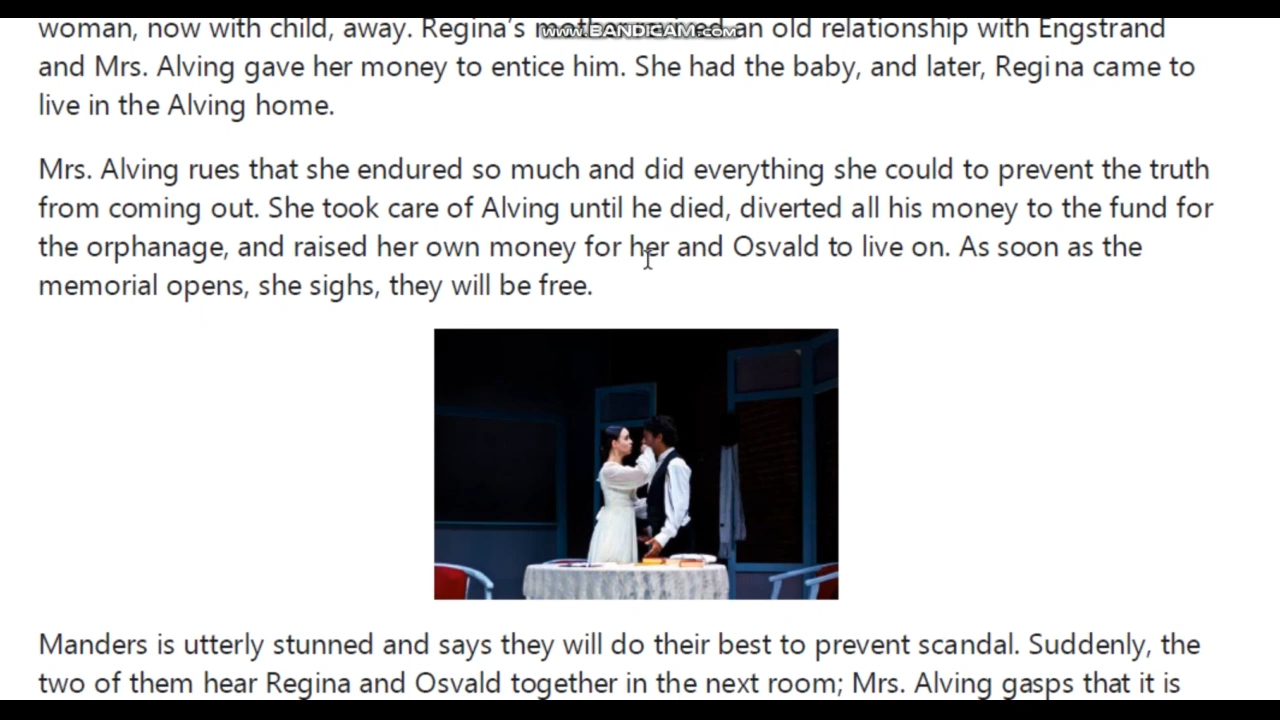 woman, now with child, away. Regina's mother revived an old relationship with Engstrand
www.BANDICAM.com
and Mrs. Alving gave her money to entice him. She had the baby, and later, Regina came to
live in the Alving home.
Mrs. Alving rues that she endured so much and did everything she could to prevent the truth
from coming out. She took care of Alving until he died, diverted all his money to the fund for
the orphanage, and raised her own money for her and Osvald to live on. As soon as the
memorial opens, she sighs, they will be free.
Manders is utterly stunned and says they will do their best to prevent scandal. Suddenly, the
two of them hear Regina and Osvald together in the next room; Mrs. Alving gasps that it is